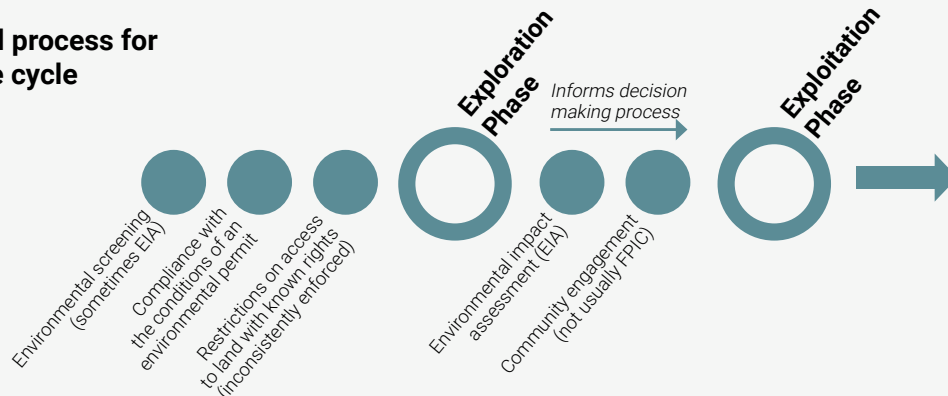 process for
cycle
Environmental screening
(sometimes EIA)
Compliance with
the conditions of an
environmental permit
Restrictions on access
to land with known rights
(inconsistently enforced)
Exploration
Phase
Informs decision
making process
Environmental impact
assessment (EIA)
Community engagement
(not usually FPIC)
Exploitation
Phase